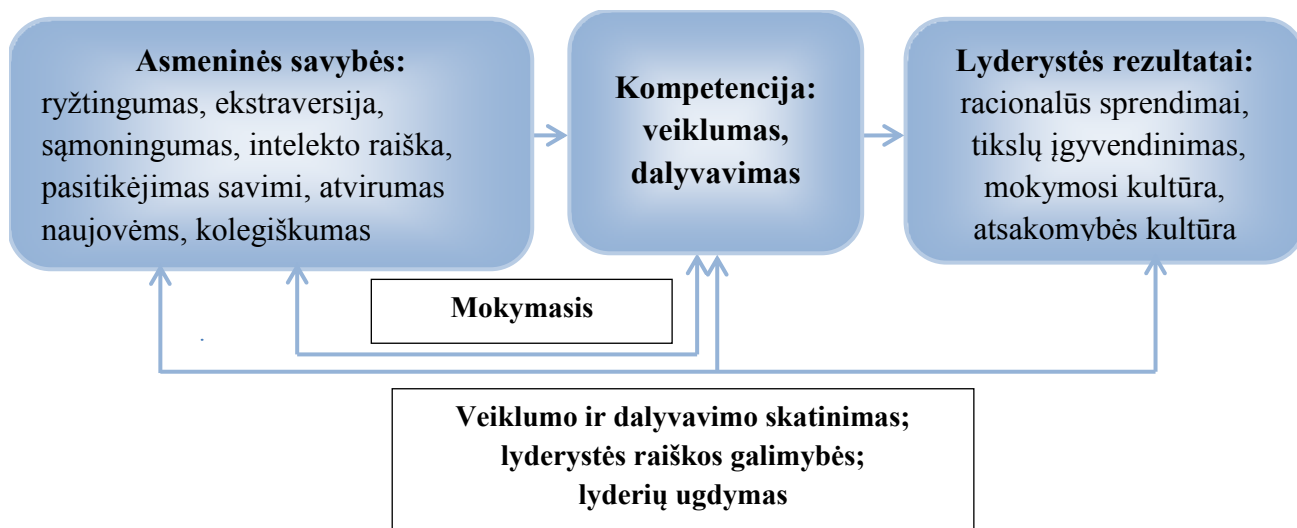 Asmeninės savybės:
ryžtingumas, ekstraversija,
sąmoningumas, intelekto raiška,
pasitikėjimas savimi, atvirumas
naujovėms, kolegiškumas
Kompetencija:
veiklumas,
dalyvavimas
Lyderystės rezultatai:
racionalūs sprendimai,
tikslų įgyvendinimas,
mokymosi kultūra,
atsakomybės kultūra
Mokymasis
Veiklumo ir dalyvavimo skatinimas;
lyderystės raiškos galimybės;
lyderių ugdymas